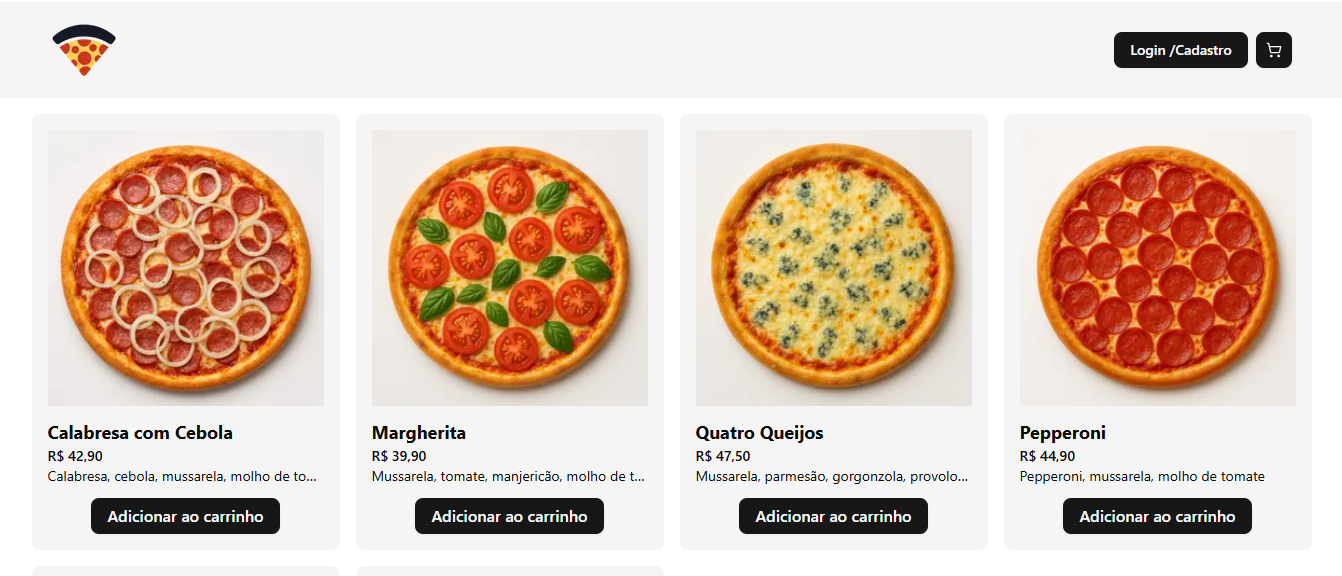 Login /Cadastro
Calabresa com Cebola
R$ 42,90
Calabresa, cebola, mussarela, molho de to...
Adicionar ao carrinho
Margherita
R$ 39,90
Mussarela, tomate, manjericão, molho de t...
Adicionar ao carrinho
Quatro Queijos
R$ 47,50
Mussarela, parmesão, gorgonzola, provolo...
Adicionar ao carrinho
Pepperoni
R$ 44,90
Pepperoni, mussarela, molho de tomate
Adicionar ao carrinho